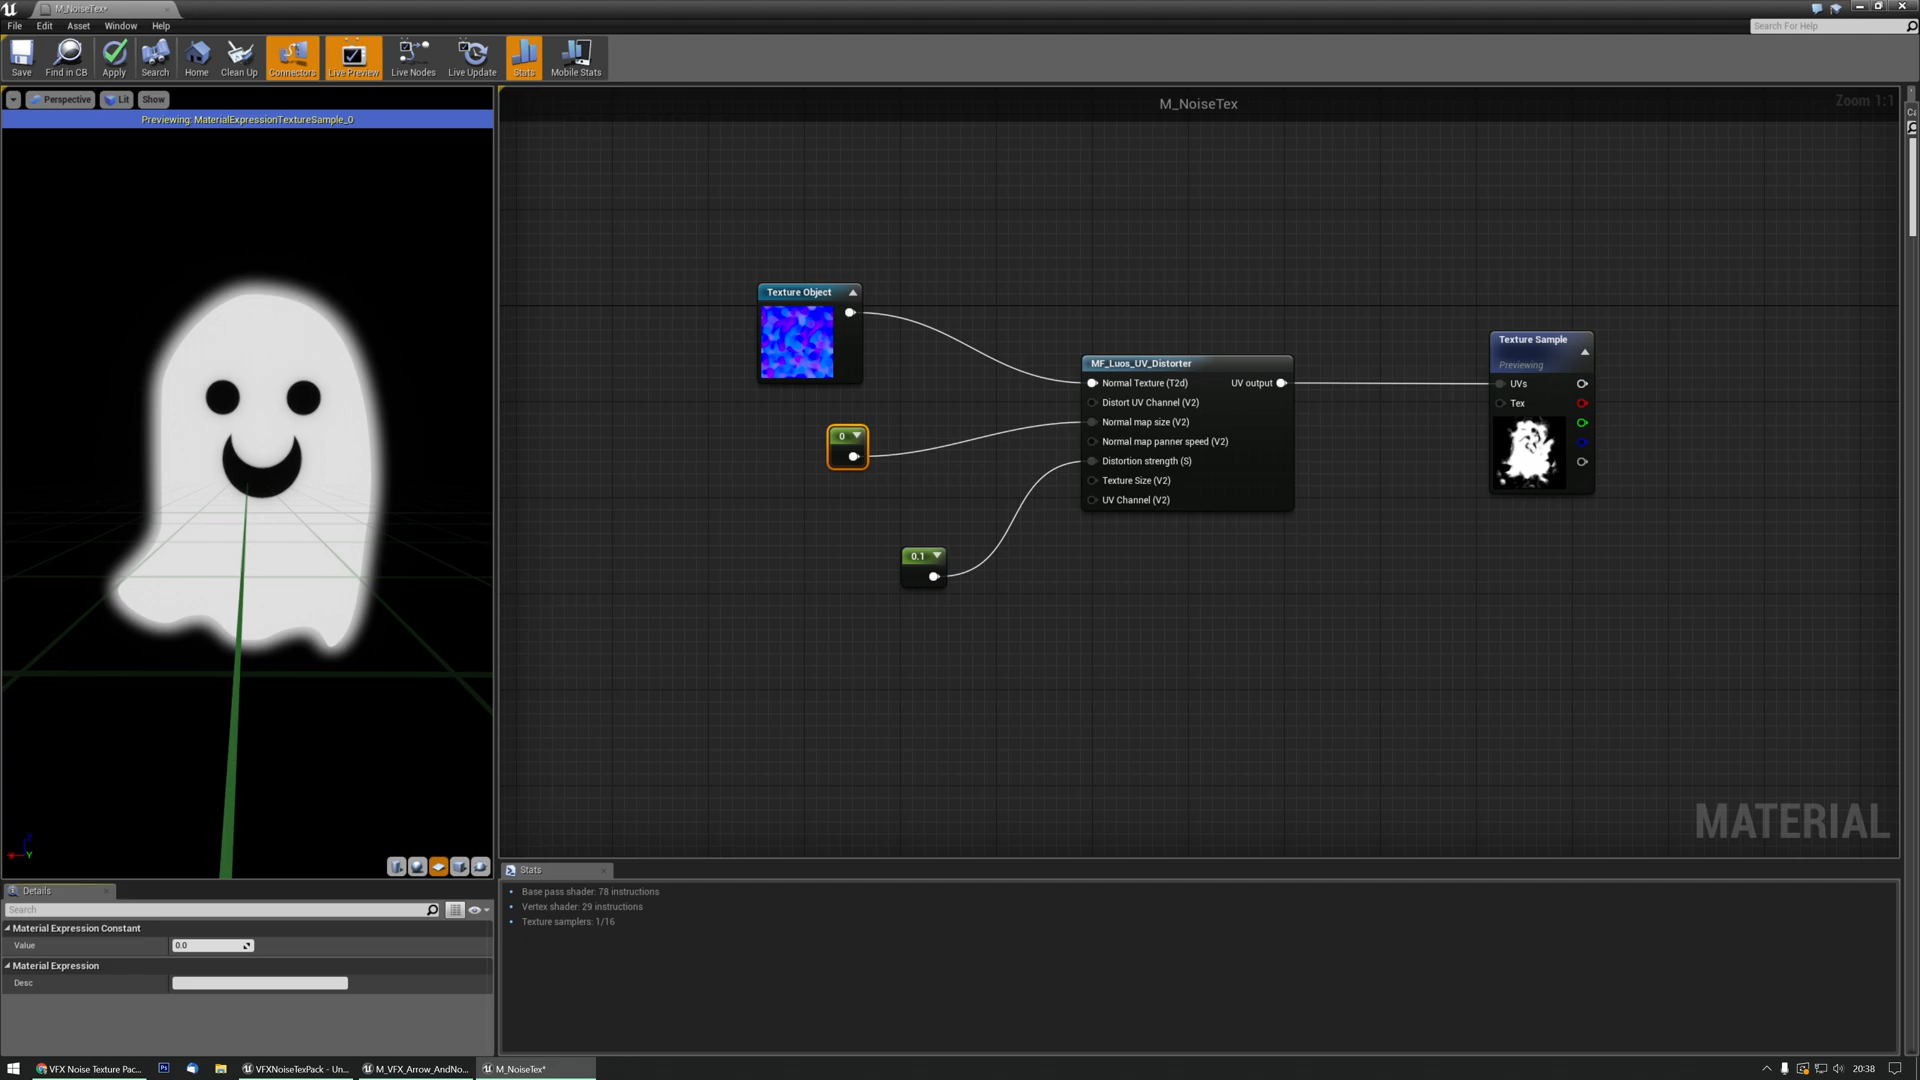 M_NoiseTex*
File Edit Asset Window Help
Search For Help
Save Find in CB Apply Search Home Clean Up Connectors Live Preview Live Nodes Live Update Stats Mobile Stats
Perspective Lit Show
Previewing: MaterialExpressionTextureSample_0
M_NoiseTex
Zoom 1:1
Texture Object
MF_Luos_UV_Distorter
Normal Texture (T2d) UV output
Distort UV Channel (V2)
Normal map size (V2)
Normal map panner speed (V2)
Distortion strength (S)
Texture Size (V2)
UV Channel (V2)
0
0.1
Texture Sample
Previewing
UVs
Tex
MATERIAL
Y
Details
Search
Material Expression Constant
Value 0.0
Material Expression
Desc
Stats
Base pass shader: 78 instructions
Vertex shader: 29 instructions
Texture samplers: 1/16
VFX Noise Texture Pac... Ps VFXNoiseTexPack - Un... M_VFX_Arrow_AndNo... M_NoiseTex* 20:38